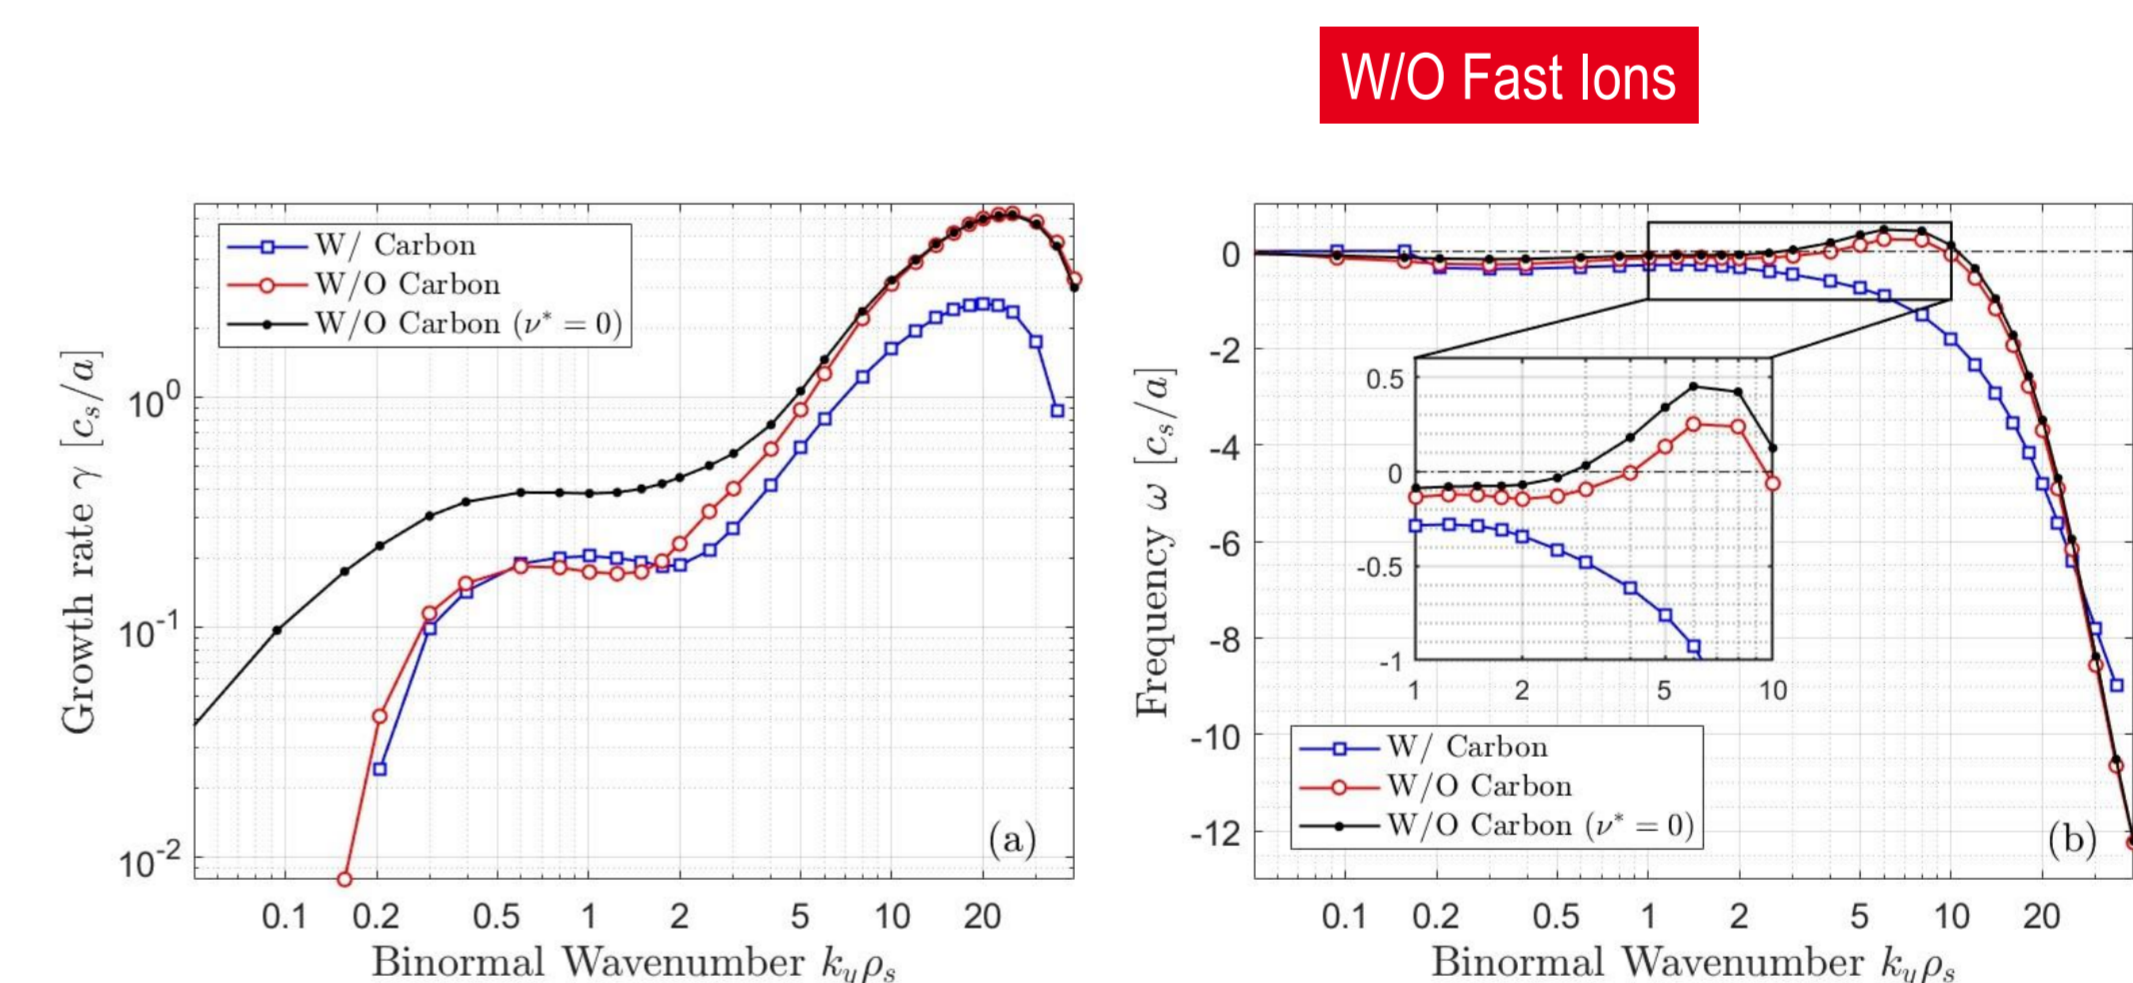 W/O Fast Ions
W/ Carbon
W/O Carbon
W/O Carbon (ν* = 0)
Growth rate γ [c_s/a]
10^0
10^-1
10^-2
(a)
0.1 0.2 0.5 1 2 5 10 20
Binormal Wavenumber k_yρ_s
Frequency ω [c_s/a]
0
-2
-4
-6
-8
-10
-12
0.5
0
-0.5
-1
1 2 5 10
W/ Carbon
W/O Carbon
W/O Carbon (ν* = 0)
(b)
0.1 0.2 0.5 1 2 5 10 20
Binormal Wavenumber k_yρ_s